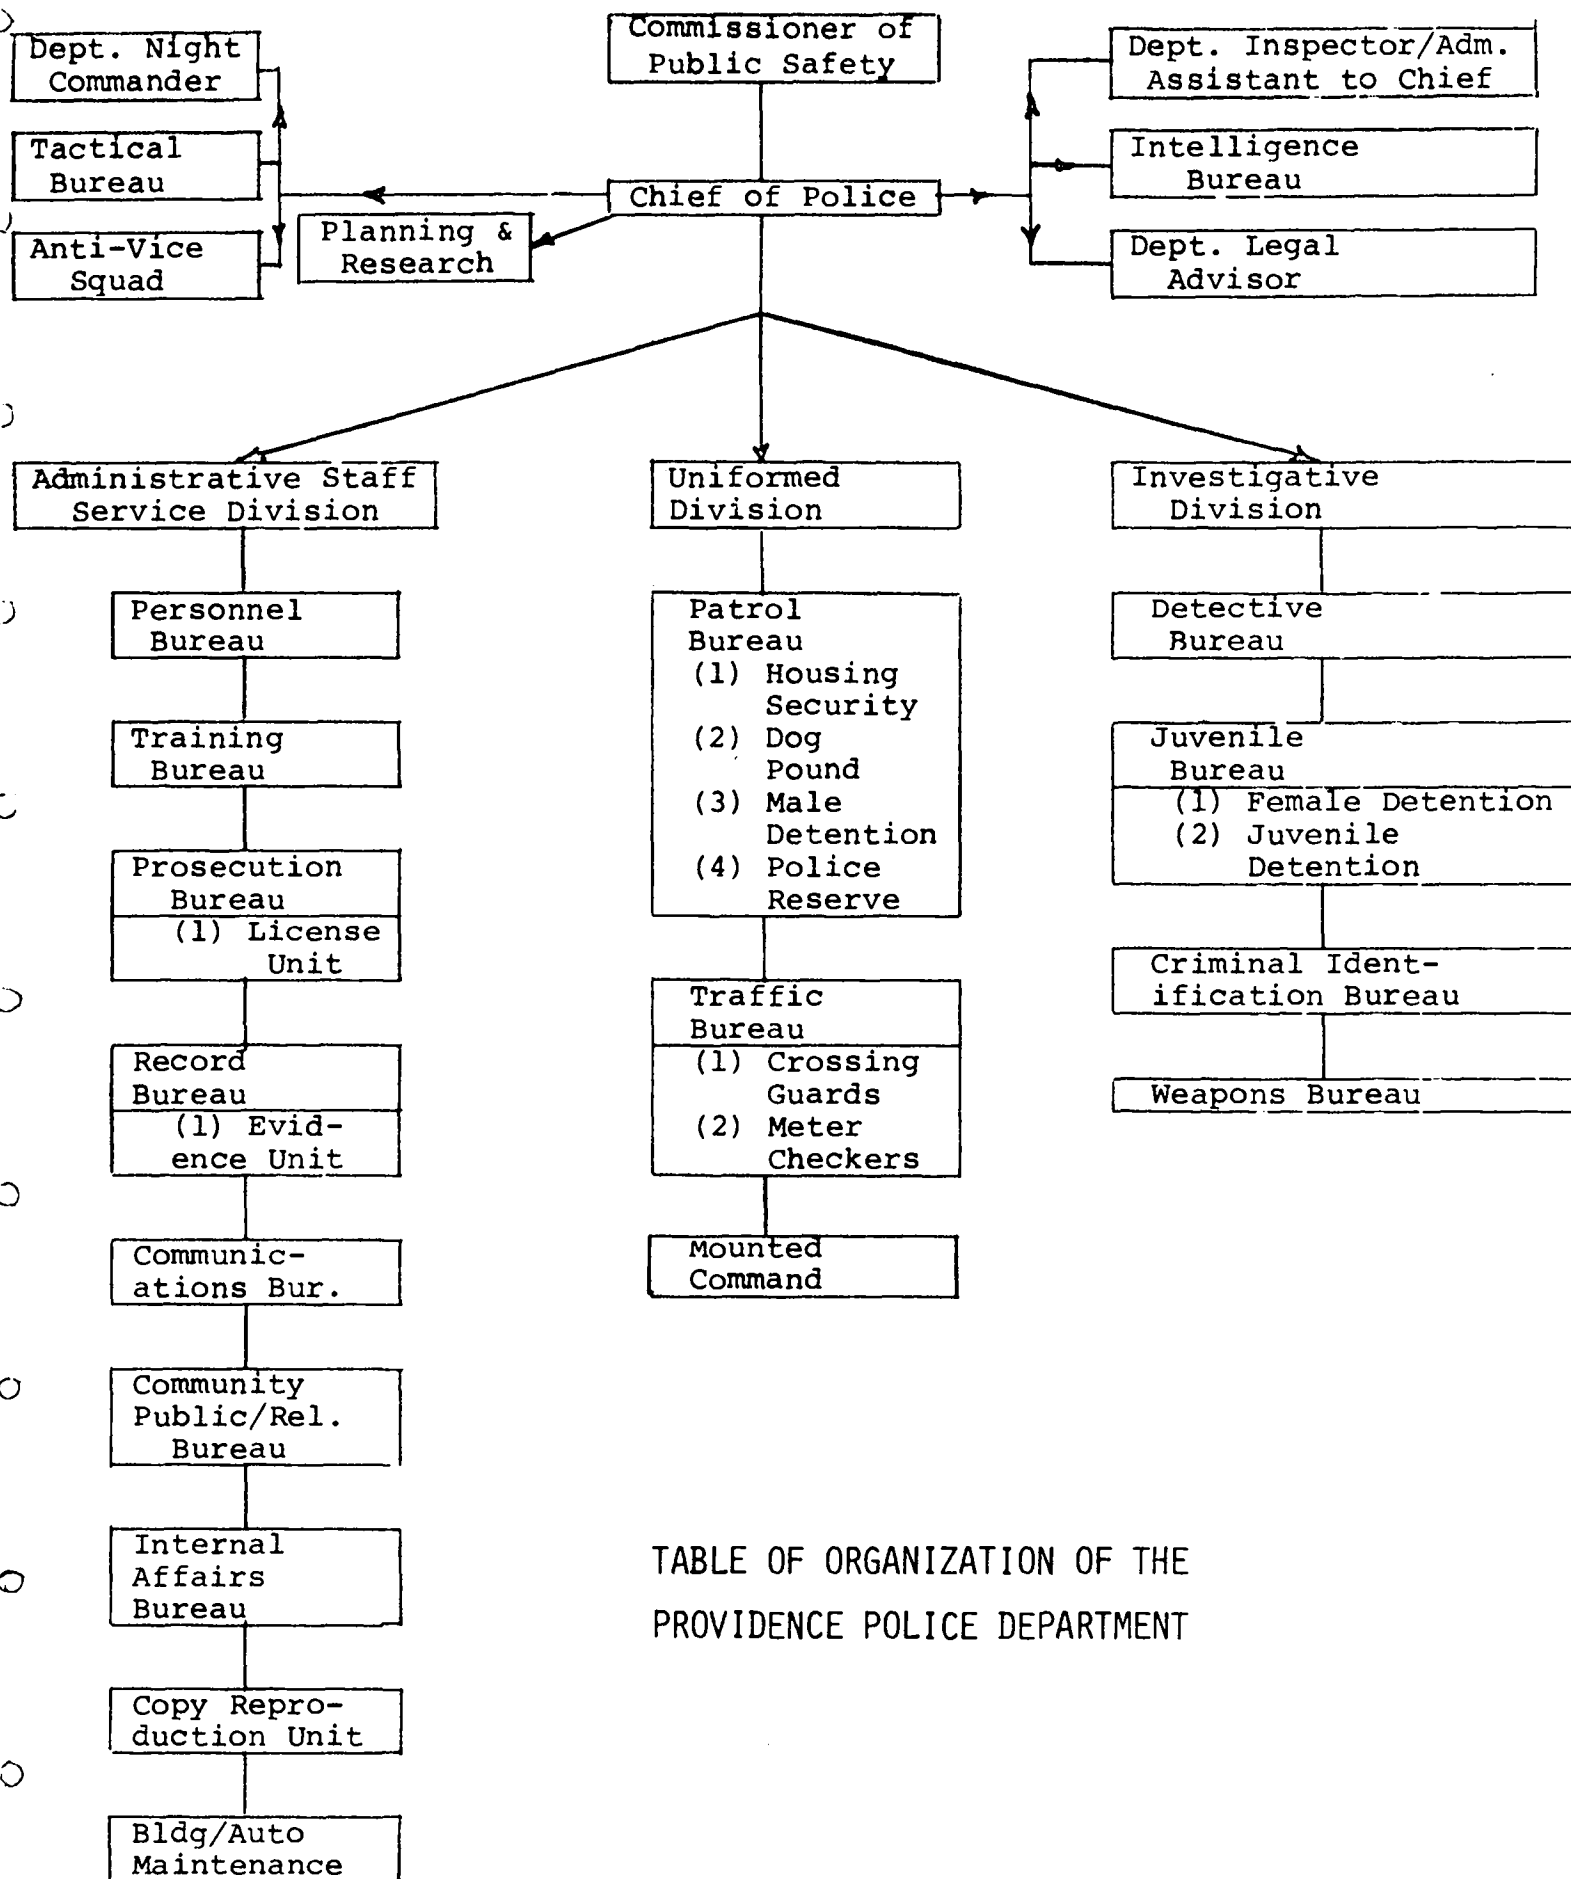 Commissioner of
Public Safety
Dept. Night
Commander
Tactical
Bureau
Anti-Vice
Squad
Chief of Police
Planning &
Research
Dept. Inspector/Adm.
Assistant to Chief
Intelligence
Bureau
Dept. Legal
Advisor
Administrative Staff
Service Division
Personnel
Bureau
Training
Bureau
Prosecution
Bureau
(1) License
Unit
Record
Bureau
(1) Evid-
ence Unit
Communic-
ations Bur.
Community
Public/Rel.
Bureau
Internal
Affairs
Bureau
Copy Repro-
duction Unit
Bldg/Auto
Maintenance
Uniformed
Division
Patrol
Bureau
(1) Housing
Security
(2) Dog
Pound
(3) Male
Detention
(4) Police
Reserve
Traffic
Bureau
(1) Crossing
Guards
(2) Meter
Checkers
Mounted
Command
Investigative
Division
Detective
Bureau
Juvenile
Bureau
(1) Female Detention
(2) Juvenile
Detention
Criminal Ident-
ification Bureau
Weapons Bureau
TABLE OF ORGANIZATION OF THE
PROVIDENCE POLICE DEPARTMENT